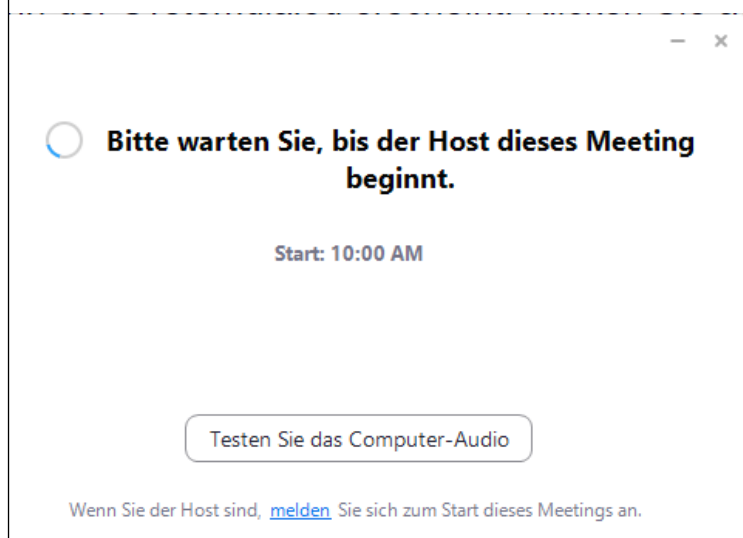 Bitte warten Sie, bis der Host dieses Meeting
beginnt.
Start: 10:00 AM
Testen Sie das Computer-Audio
Wenn Sie der Host sind, melden Sie sich zum Start dieses Meetings an.